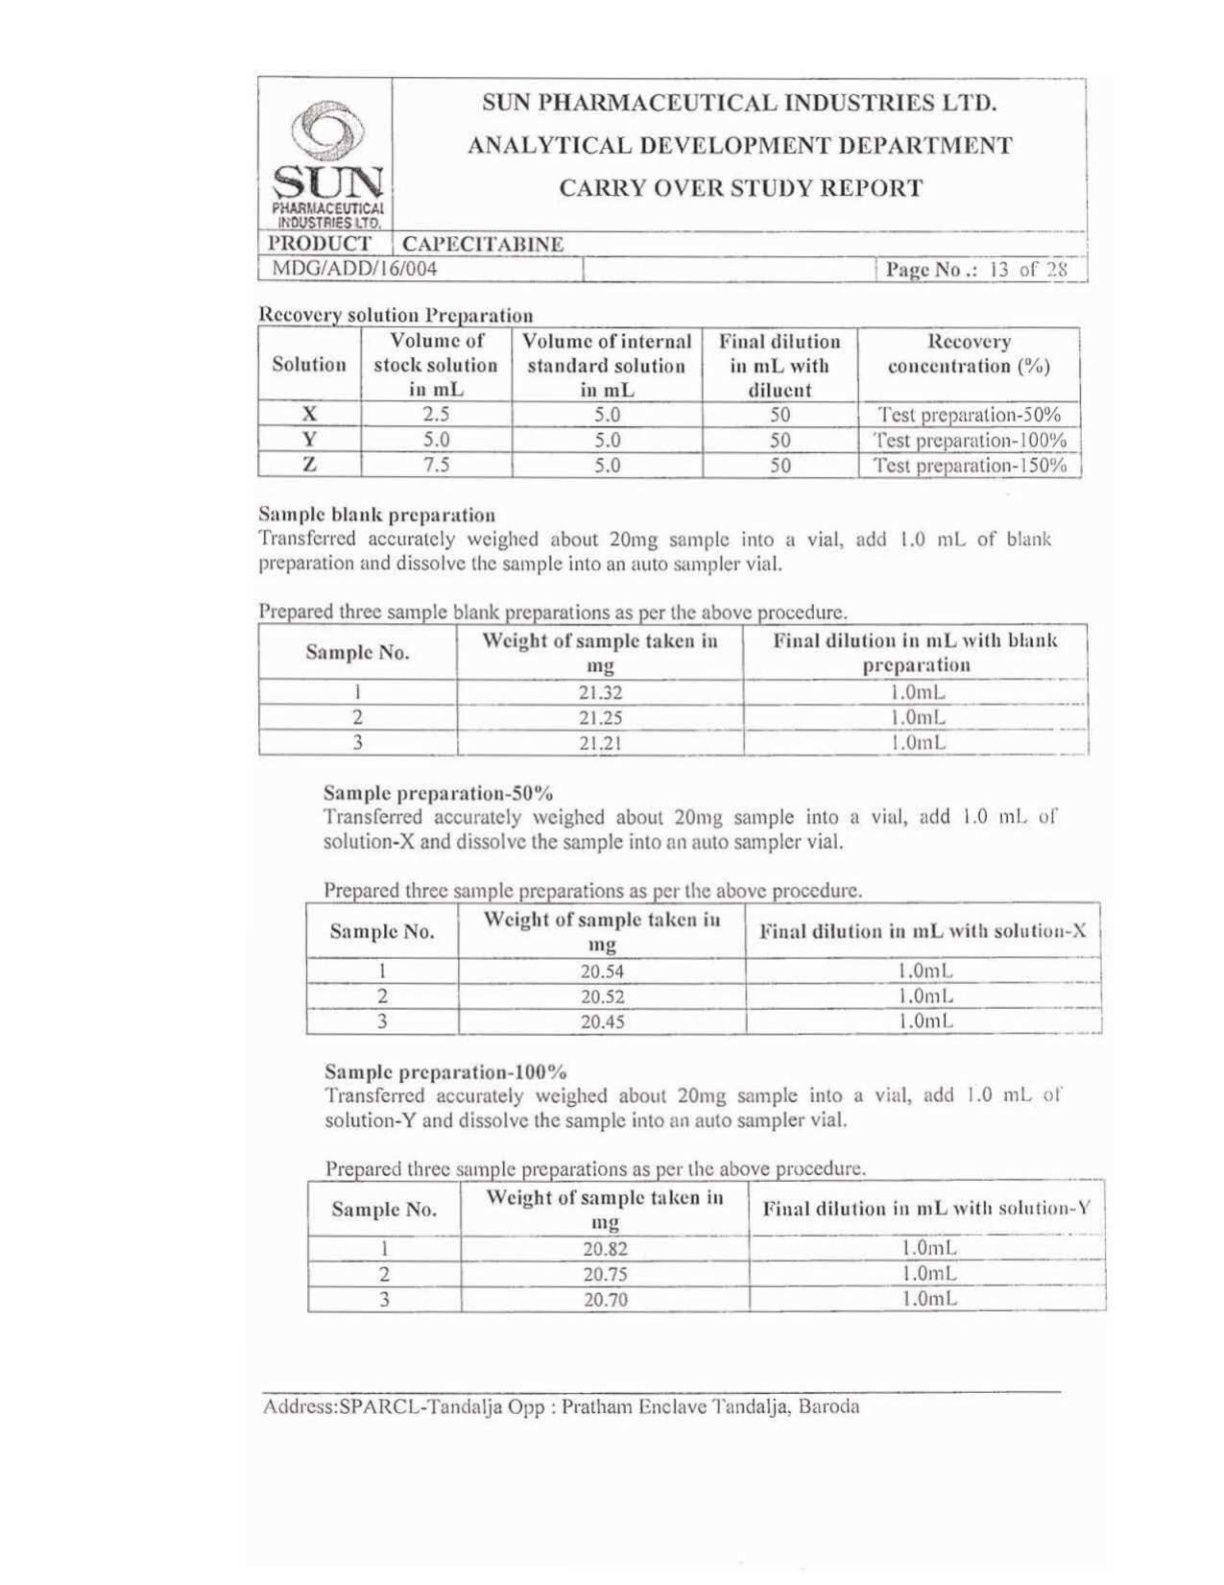 SUN
PHARMACEUTICAL
INDUSTRIES LTD.
SUN PHARMACEUTICAL INDUSTRIES LTD.
ANALYTICAL DEVELOPMENT DEPARTMENT
CARRY OVER STUDY REPORT
PRODUCT CAPECITABINE
MDG/ADD/16/004 Page No .: 13 of 28
Recovery solution Preparation
Solution Volume of stock solution in mL Volume of internal standard solution in mL Final dilution in mL with diluent Recovery concentration (%)
X 2.5 5.0 50 Test preparation-50%
Y 5.0 5.0 50 Test preparation-100%
Z 7.5 5.0 50 Test preparation-150%
Sample blank preparation
Transferred accurately weighed about 20mg sample into a vial, add 1.0 mL of blank
preparation and dissolve the sample into an auto sampler vial.
Prepared three sample blank preparations as per the above procedure.
Sample No. Weight of sample taken in mg Final dilution in mL with blank preparation
1 21.32 1.0mL
2 21.25 1.0mL
3 21.21 1.0mL
Sample preparation-50%
Transferred accurately weighed about 20mg sample into a vial, add 1.0 mL of
solution-X and dissolve the sample into an auto sampler vial.
Prepared three sample preparations as per the above procedure.
Sample No. Weight of sample taken in mg Final dilution in mL with solution-X
1 20.54 1.0mL
2 20.52 1.0mL
3 20.45 1.0mL
Sample preparation-100%
Transferred accurately weighed about 20mg sample into a vial, add 1.0 mL of
solution-Y and dissolve the sample into an auto sampler vial.
Prepared three sample preparations as per the above procedure.
Sample No. Weight of sample taken in mg Final dilution in mL with solution-Y
1 20.82 1.0mL
2 20.75 1.0mL
3 20.70 1.0mL
Address:SPARCL-Tandalja Opp : Pratham Enclave Tandalja, Baroda